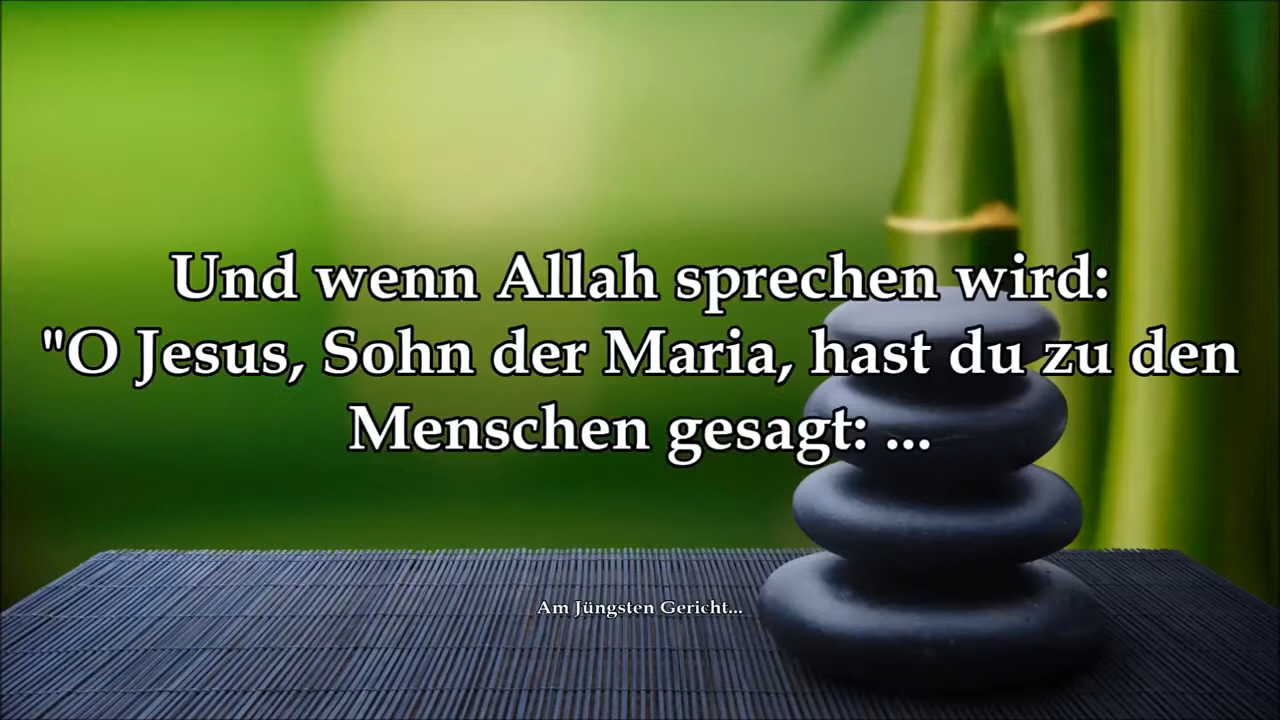 Und wenn Allah sprechen wird:
"O Jesus, Sohn der Maria, hast du zu den
Menschen gesagt: ...
Am Jüngsten Gericht...